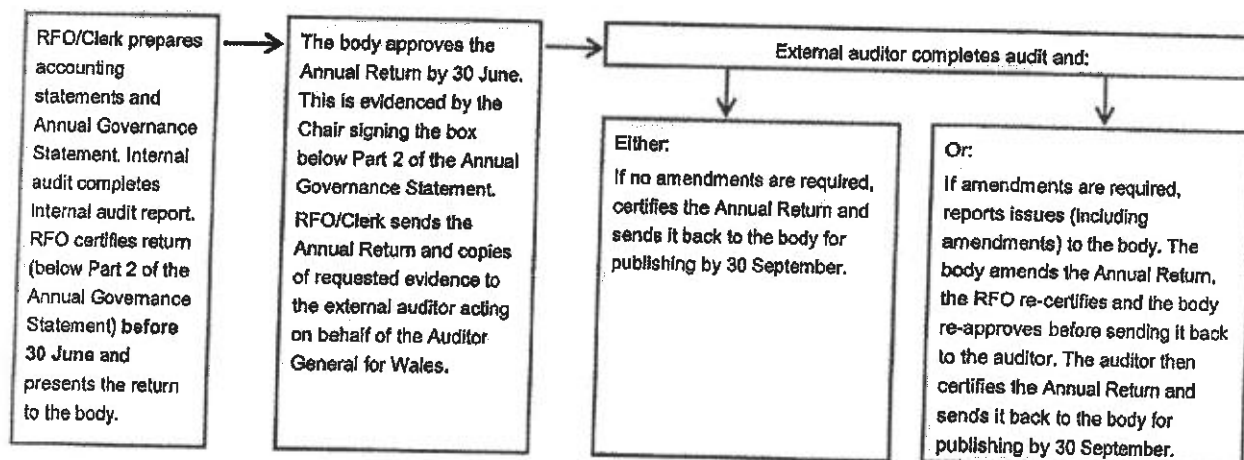 RFO/Clerk prepares
accounting
statements and
Annual Governance
Statement. Internal
audit completes
Internal audit report.
RFO certifies return
(below Part 2 of the
Annual Governance
Statement) before
30 June and
presents the return
to the body.
The body approves the
Annual Return by 30 June.
This is evidenced by the
Chair signing the box
below Part 2 of the Annual
Governance Statement.
RFO/Clerk sends the
Annual Return and copies
of requested evidence to
the external auditor acting
on behalf of the Auditor
General for Wales.
External auditor completes audit and:
Either:
If no amendments are required,
certifies the Annual Return and
sends it back to the body for
publishing by 30 September.
Or:
If amendments are required,
reports issues (including
amendments) to the body. The
body amends the Annual Return,
the RFO re-certifies and the body
re-approves before sending it back
to the auditor. The auditor then
certifies the Annual Return and
sends it back to the body for
publishing by 30 September.